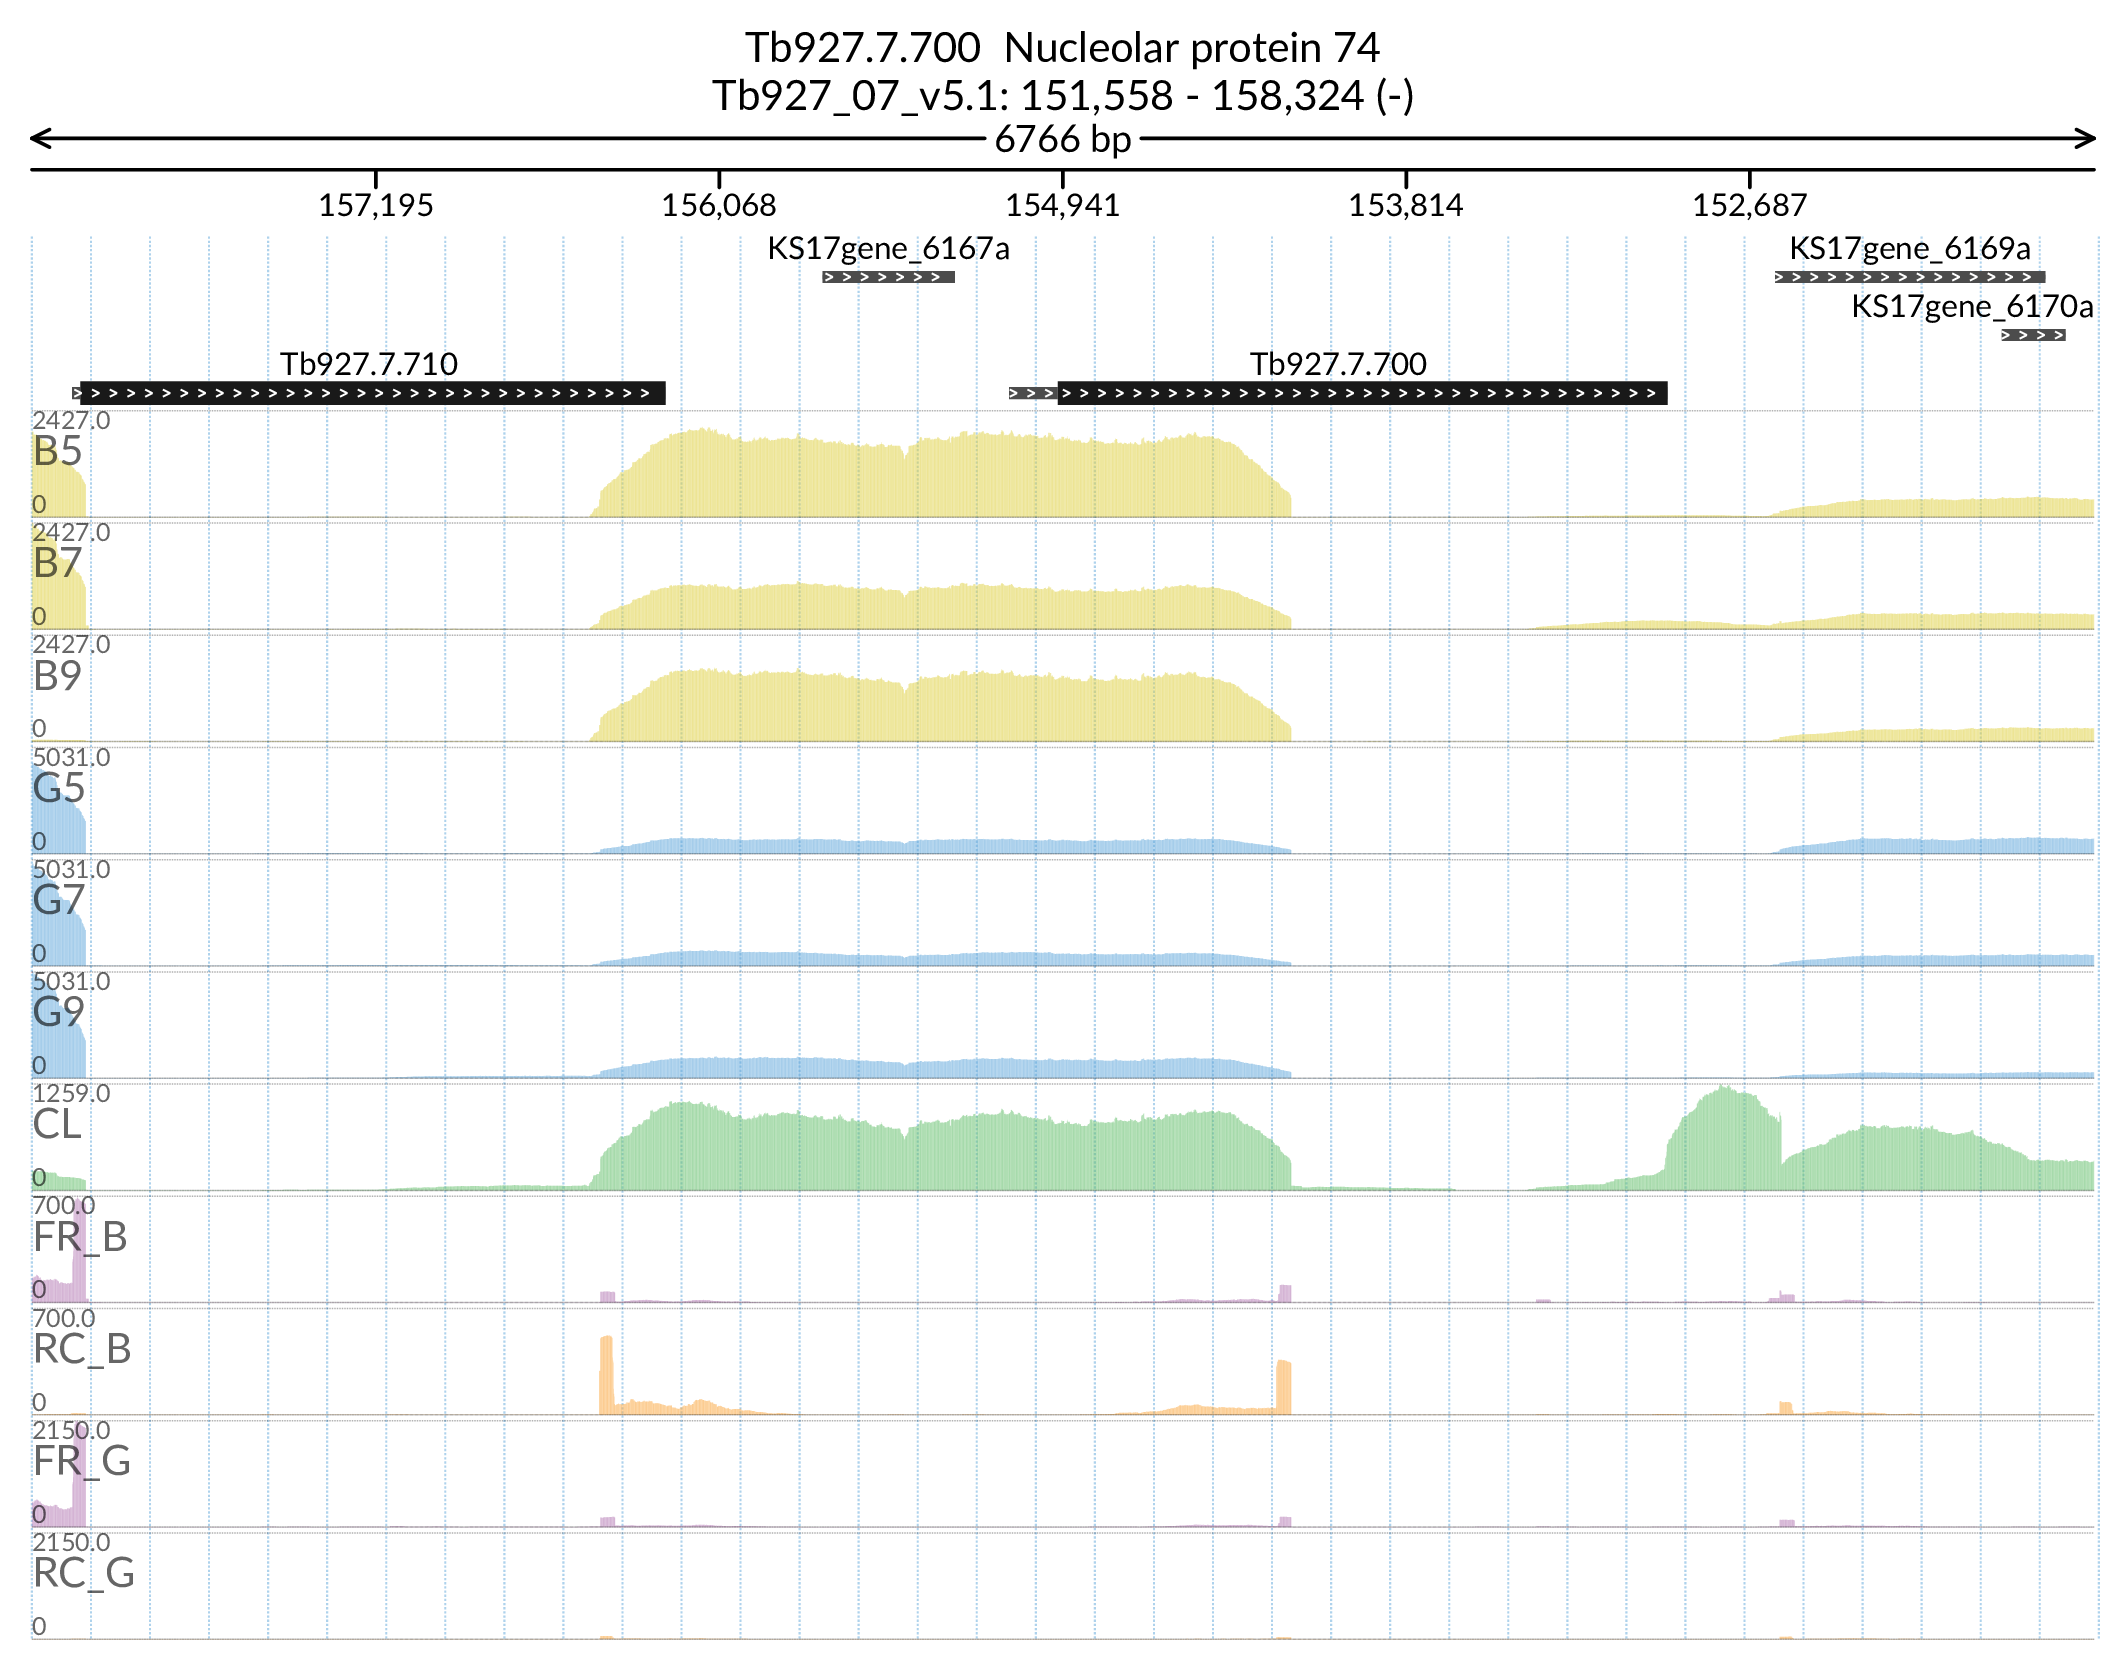 Tb927.7.700  Nucleolar protein 74
Tb927_07_v5.1: 151,558 - 158,324 (-)
6766 bp
157,195 156,068 154,941 153,814 152,687
KS17gene_6167a KS17gene_6169a
KS17gene_6170a
Tb927.7.710 Tb927.7.700
2427.0
B5
0
2427.0
B7
0
2427.0
B9
0
5031.0
G5
0
5031.0
G7
0
5031.0
G9
0
1259.0
CL
0
700.0
FR_B
0
700.0
RC_B
0
2150.0
FR_G
0
2150.0
RC_G
0